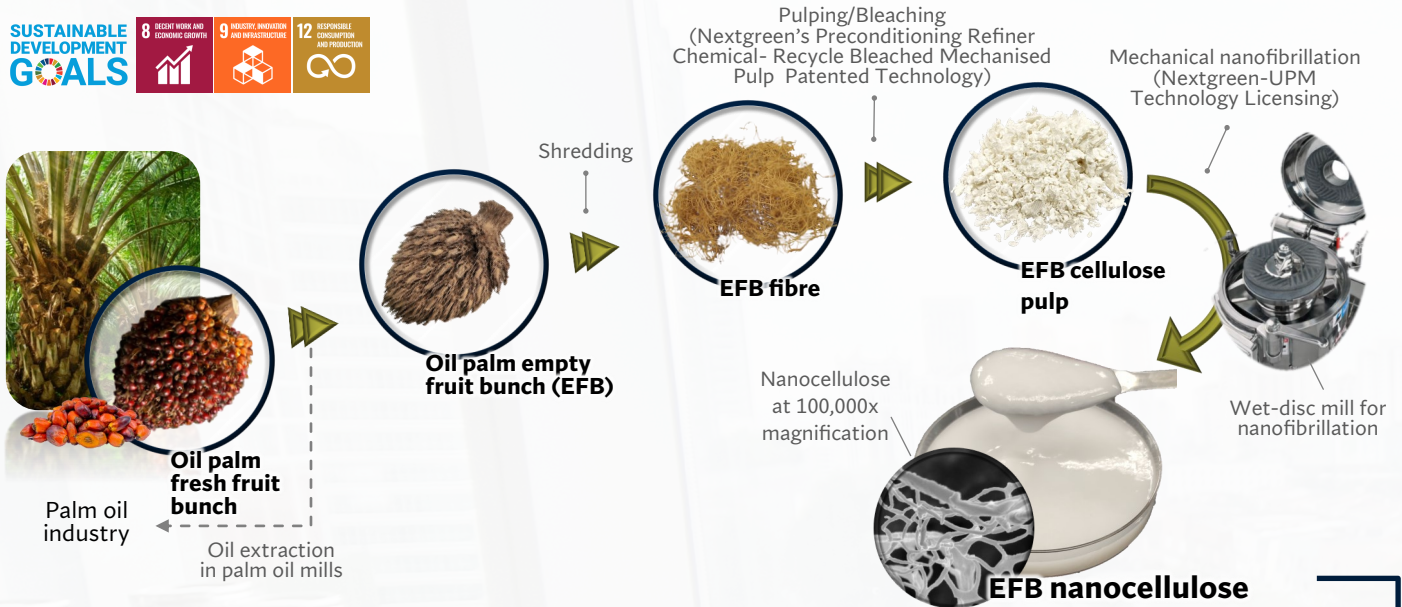 SUSTAINABLE
DEVELOPMENT
GOALS
8 DECENT WORK AND
ECONOMIC GROWTH
9 INDUSTRY, INNOVATION
AND INFRASTRUCTURE
12 RESPONSIBLE
CONSUMPTION
AND PRODUCTION
Pulping/Bleaching
(Nextgreen's Preconditioning Refiner
Chemical- Recycle Bleached Mechanised
Pulp Patented Technology)
Mechanical nanofibrillation
(Nextgreen-UPM
Technology Licensing)
Shredding
EFB fibre
EFB cellulose
pulp
Oil palm empty
fruit bunch (EFB)
Nanocellulose
at 100,000x
magnification
Wet-disc mill for
nanofibrillation
Oil palm
fresh fruit
bunch
Palm oil
industry
Oil extraction
in palm oil mills
EFB nanocellulose